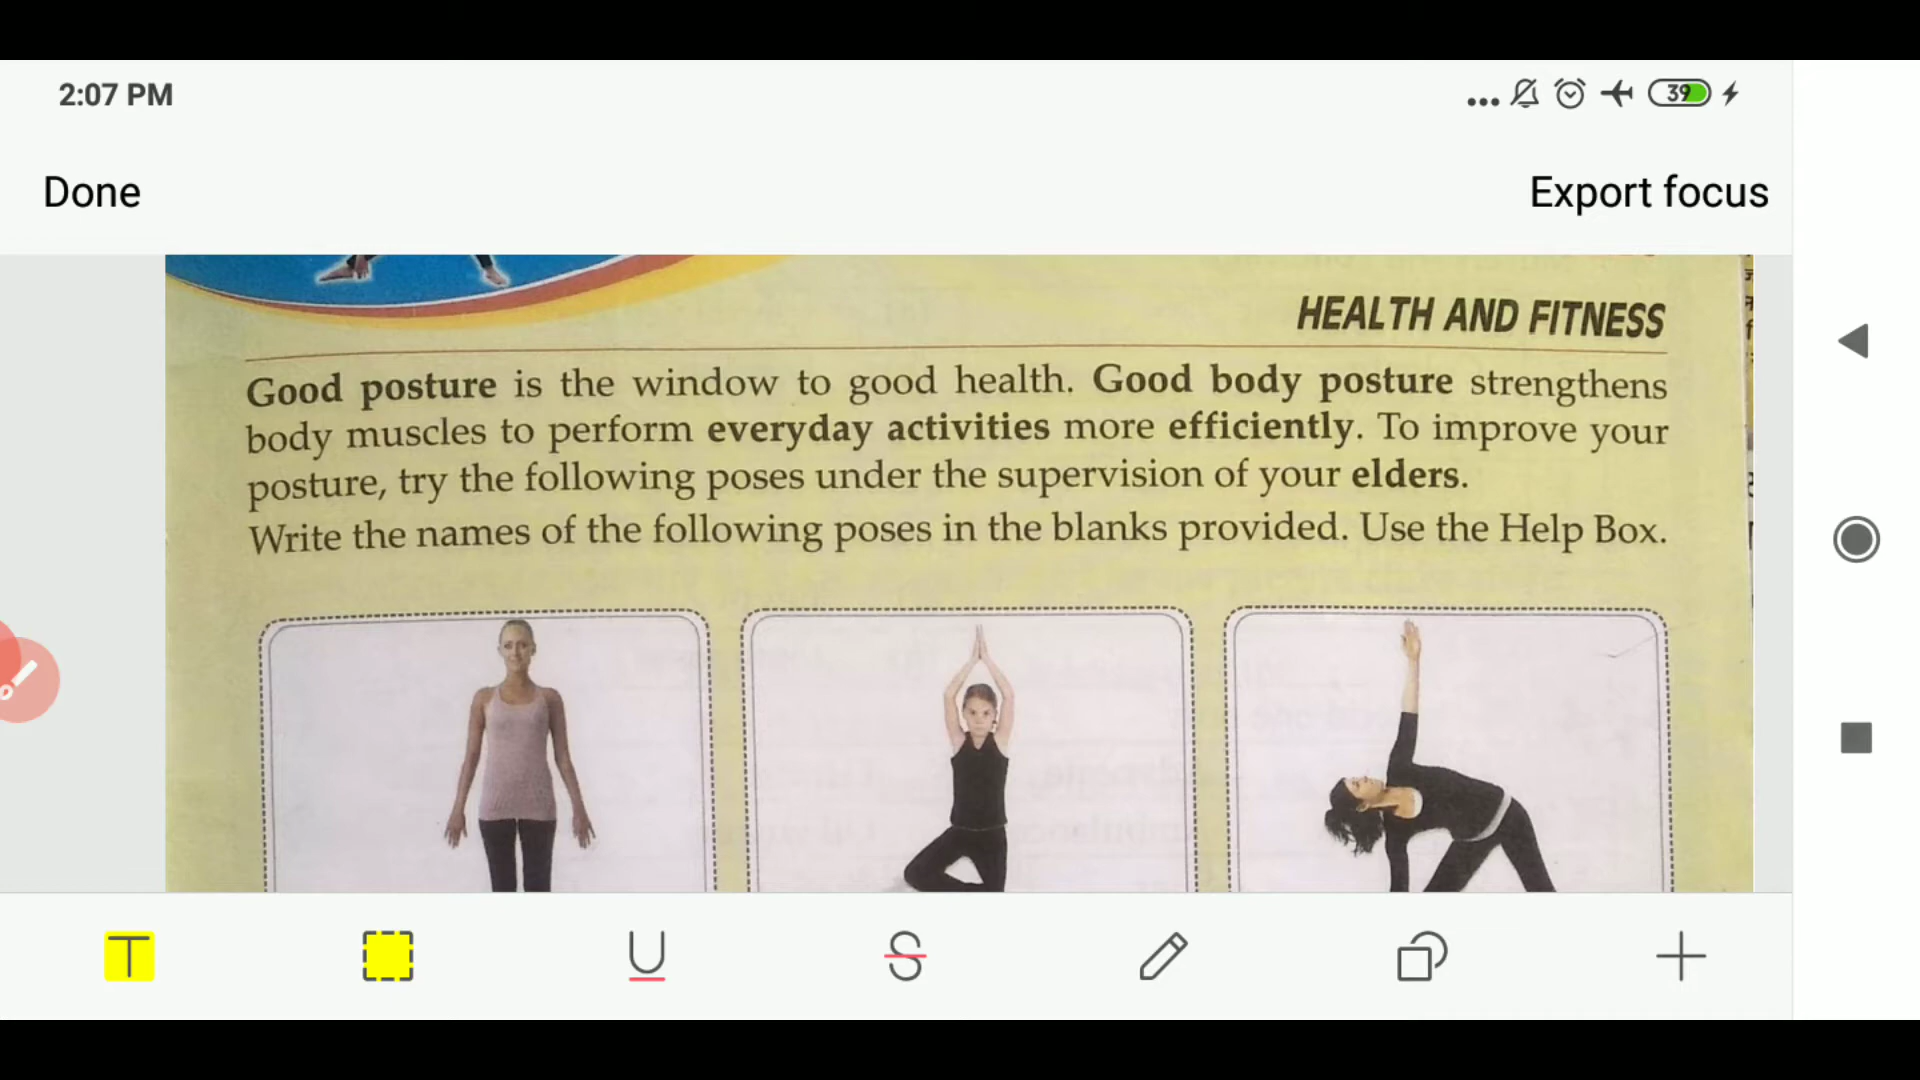 2:07 PM
39
Done
Export focus
HEALTH AND FITNESS
Good posture is the window to good health. Good body posture strengthens
body muscles to perform everyday activities more efficiently. To improve your
posture, try the following poses under the supervision of your elders.
Write the names of the following poses in the blanks provided. Use the Help Box.
T
U
S